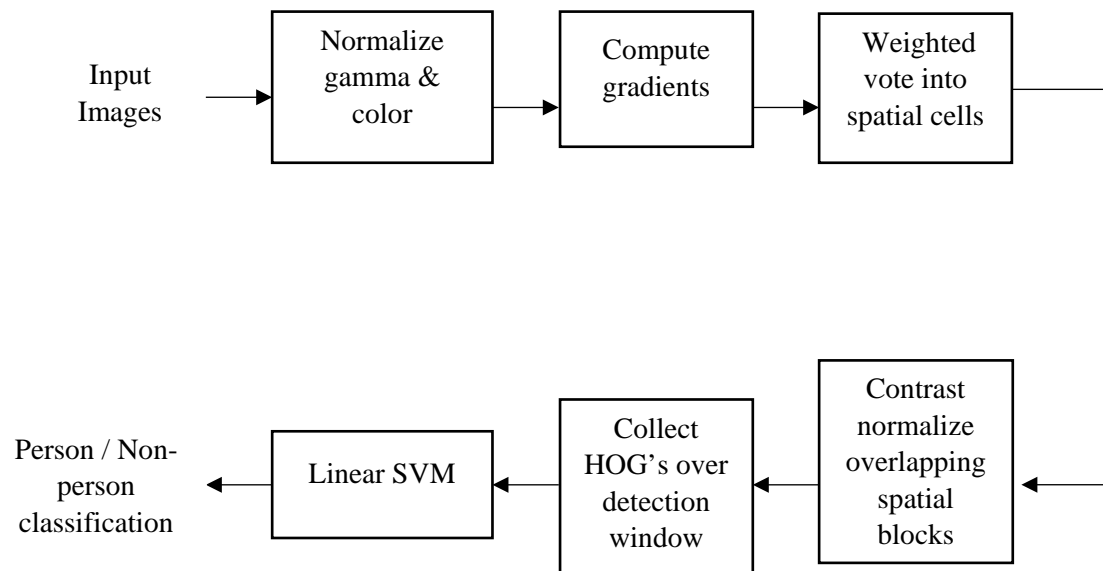 Input
Images
Normalize
gamma &
color
Compute
gradients
Weighted
vote into
spatial cells
Contrast
normalize
overlapping
spatial
blocks
Collect
HOG’s over
detection
window
Linear SVM
Person / Non-
person
classification